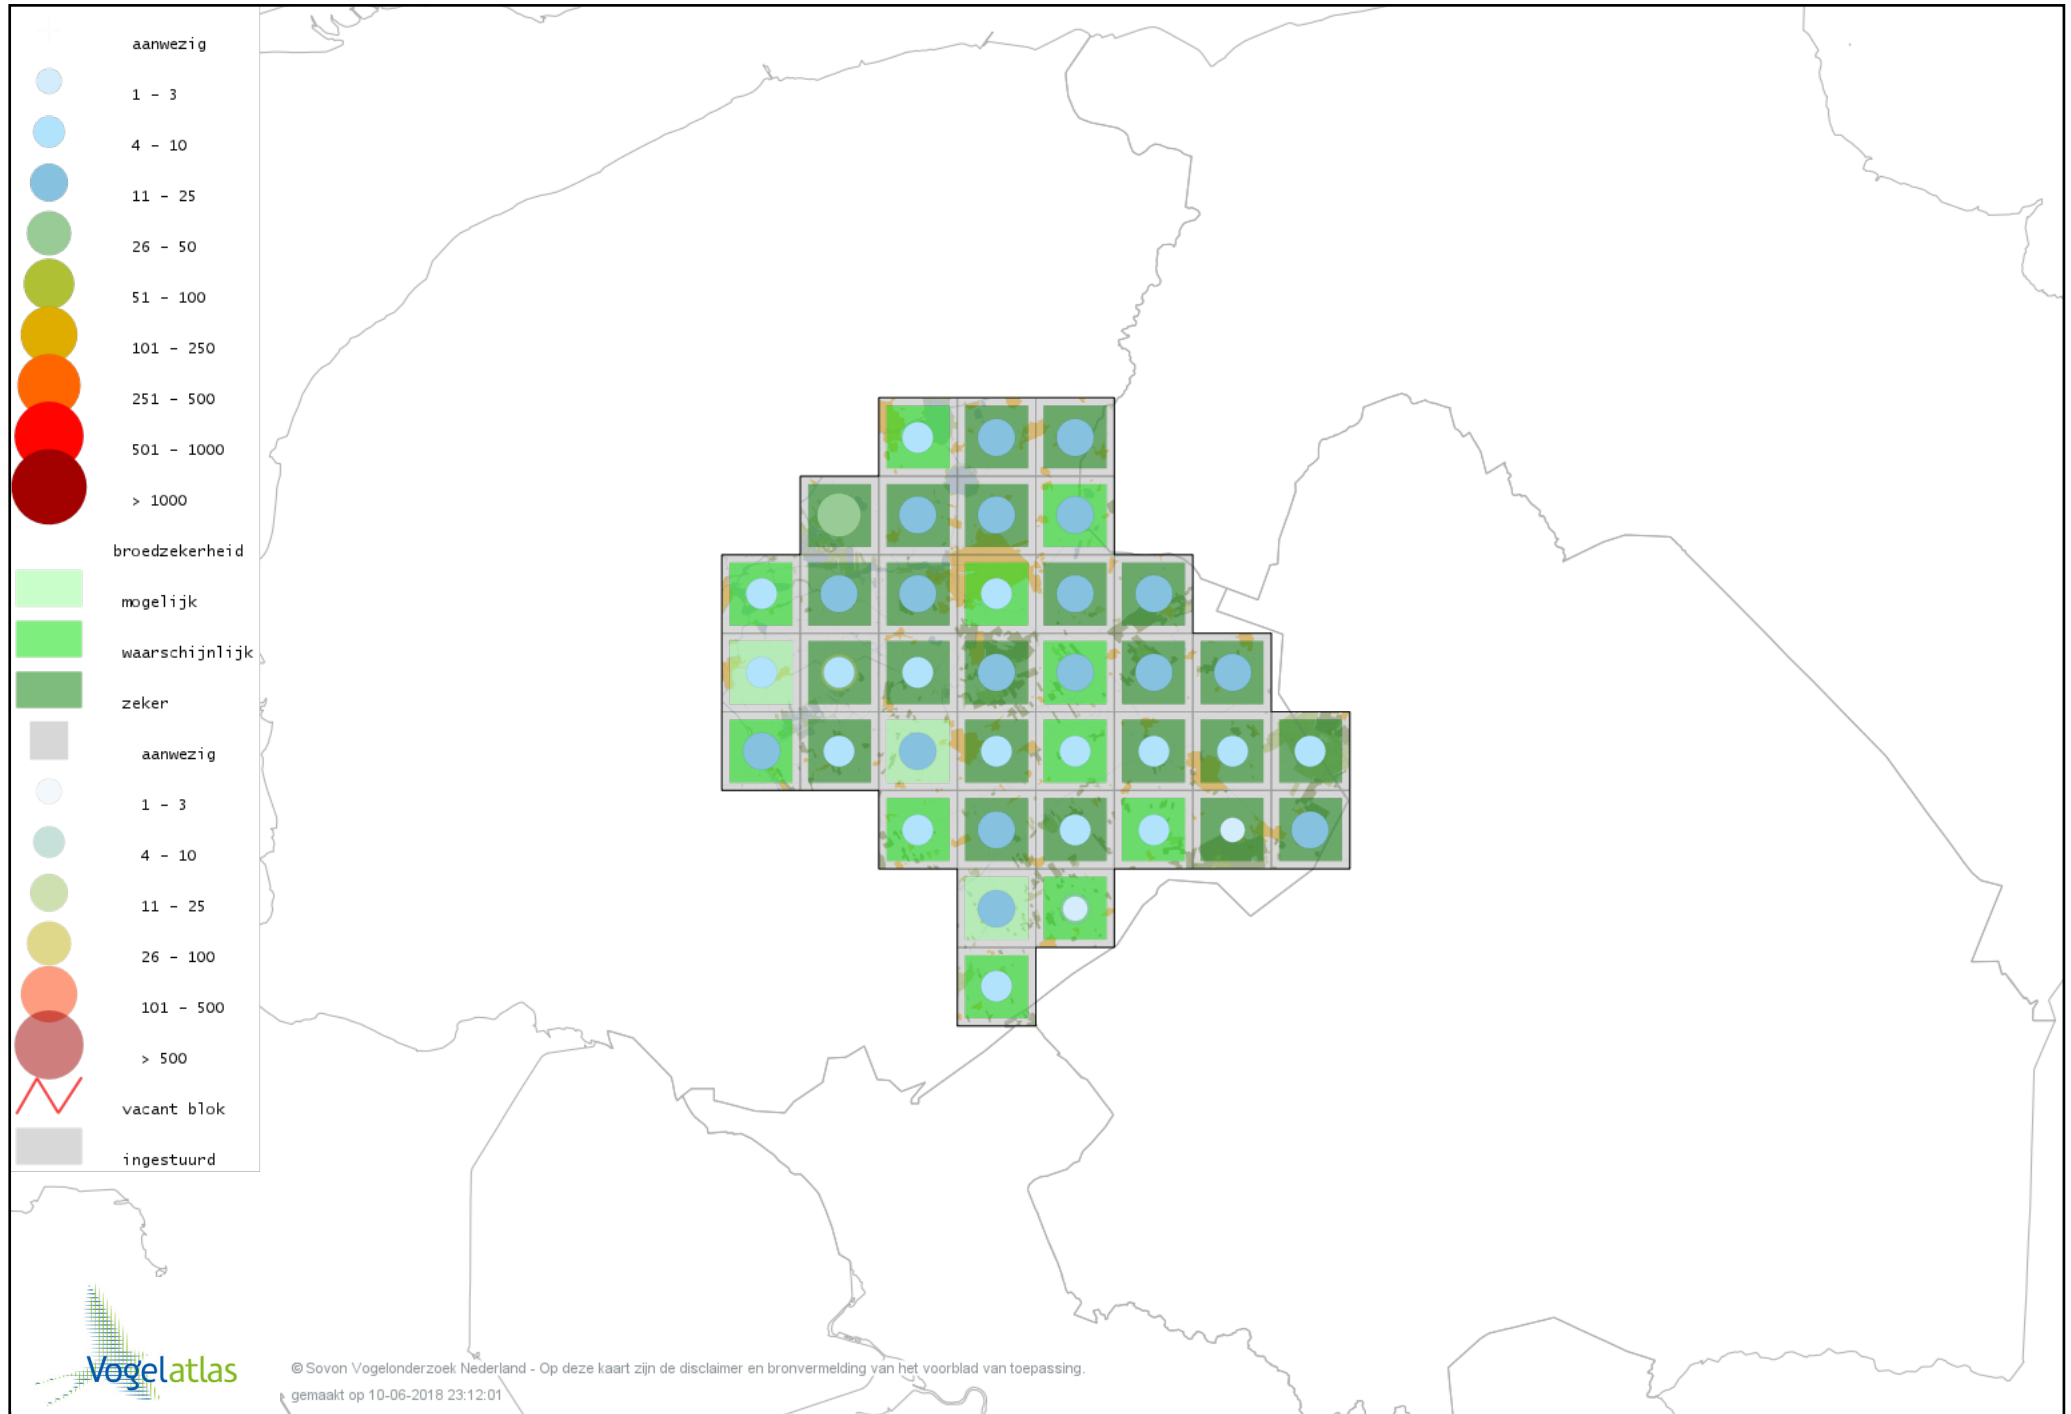 aanwezig
1 - 3
4 - 10
11 - 25
26 - 50
51 - 100
101 - 250
251 - 500
501 - 1000
> 1000
broedzekerheid
mogelijk
waarschijnlijk
zeker
aanwezig
1 - 3
4 - 10
11 - 25
26 - 100
101 - 500
> 500
vacant blok
ingestuurd
Vogelatlas
© Sovon Vogelonderzoek Nederland - Op deze kaart zijn de disclaimer en bronvermelding van het voorblad van toepassing.
gemaakt op 10-06-2018 23:12:01